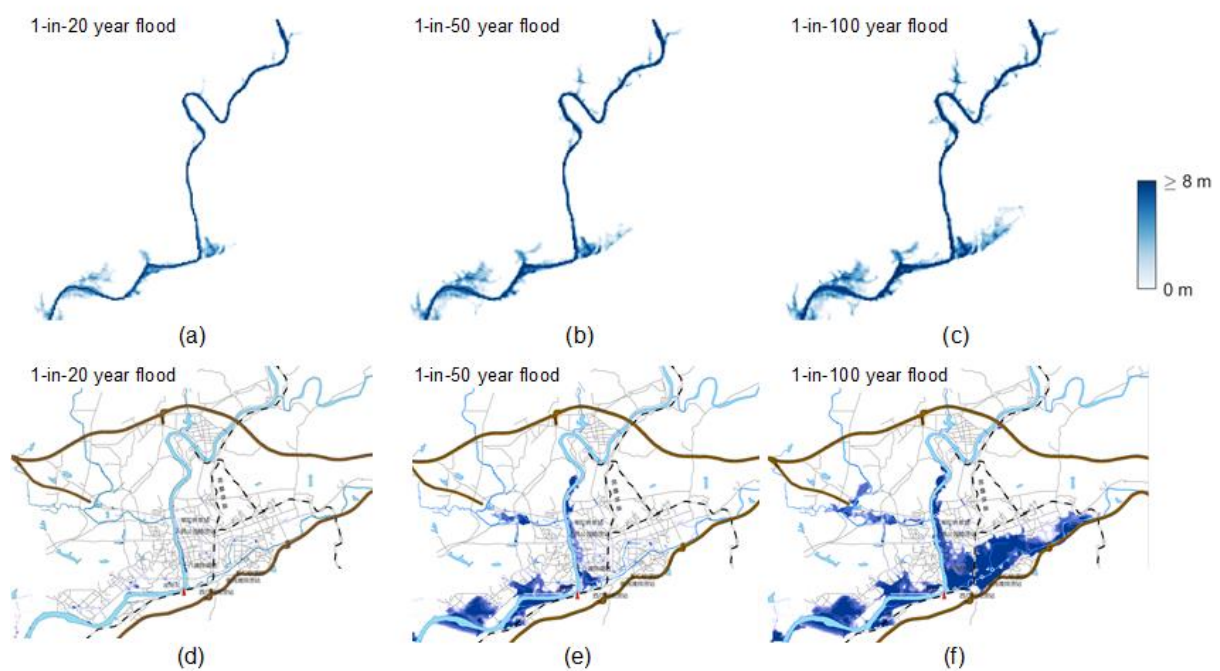 1-in-20 year flood
1-in-50 year flood
1-in-100 year flood
≥ 8 m
0 m
(a)
(b)
(c)
1-in-20 year flood
1-in-50 year flood
1-in-100 year flood
(d)
(e)
(f)